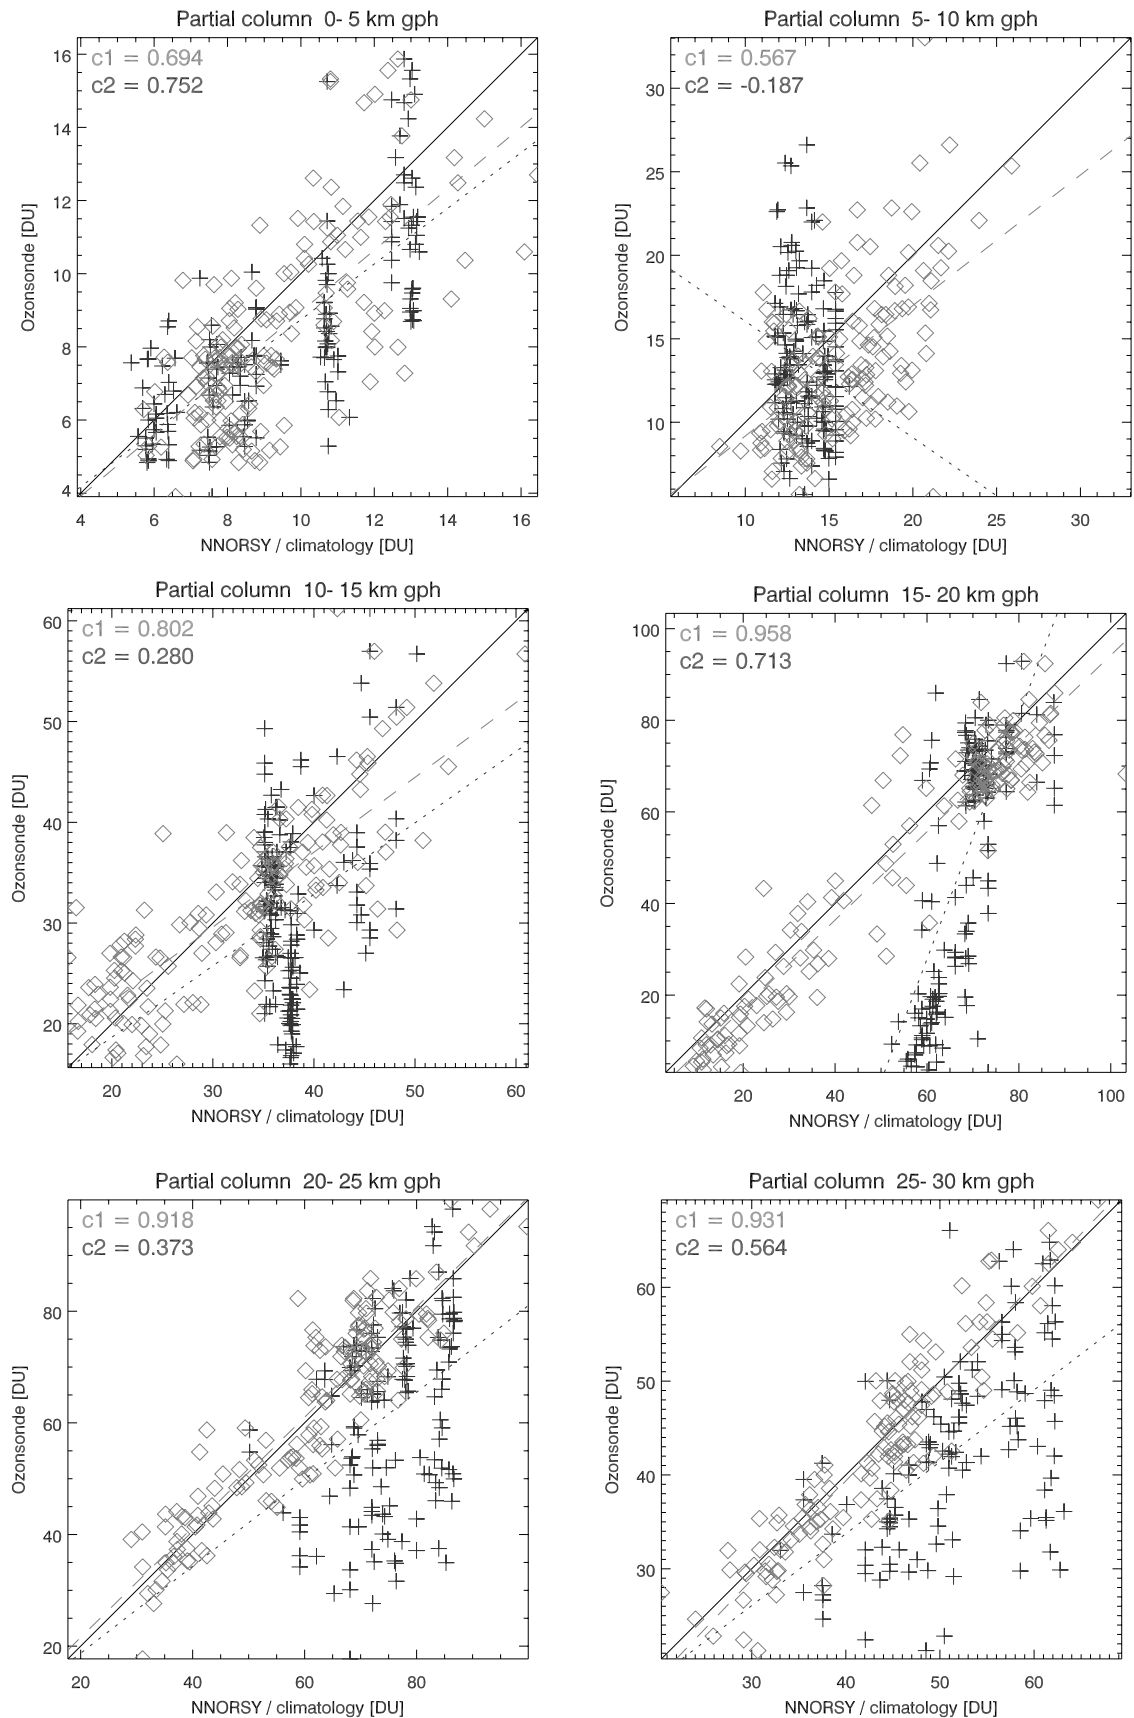 Partial column 0- 5 km gph
c1 = 0.694
c2 = 0.752
16
14
12
10
8
6
4
Ozonsonde [DU]
4 6 8 10 12 14 16
NNORSY / climatology [DU]
Partial column 5- 10 km gph
c1 = 0.567
c2 = -0.187
30
25
20
15
10
Ozonsonde [DU]
10 15 20 25 30
NNORSY / climatology [DU]
Partial column 10- 15 km gph
c1 = 0.802
c2 = 0.280
60
50
40
30
20
Ozonsonde [DU]
20 30 40 50 60
NNORSY / climatology [DU]
Partial column 15- 20 km gph
c1 = 0.958
c2 = 0.713
100
80
60
40
20
Ozonsonde [DU]
20 40 60 80 100
NNORSY / climatology [DU]
Partial column 20- 25 km gph
c1 = 0.918
c2 = 0.373
80
60
40
20
Ozonsonde [DU]
20 40 60 80
NNORSY / climatology [DU]
Partial column 25- 30 km gph
c1 = 0.931
c2 = 0.564
60
50
40
30
Ozonsonde [DU]
30 40 50 60
NNORSY / climatology [DU]